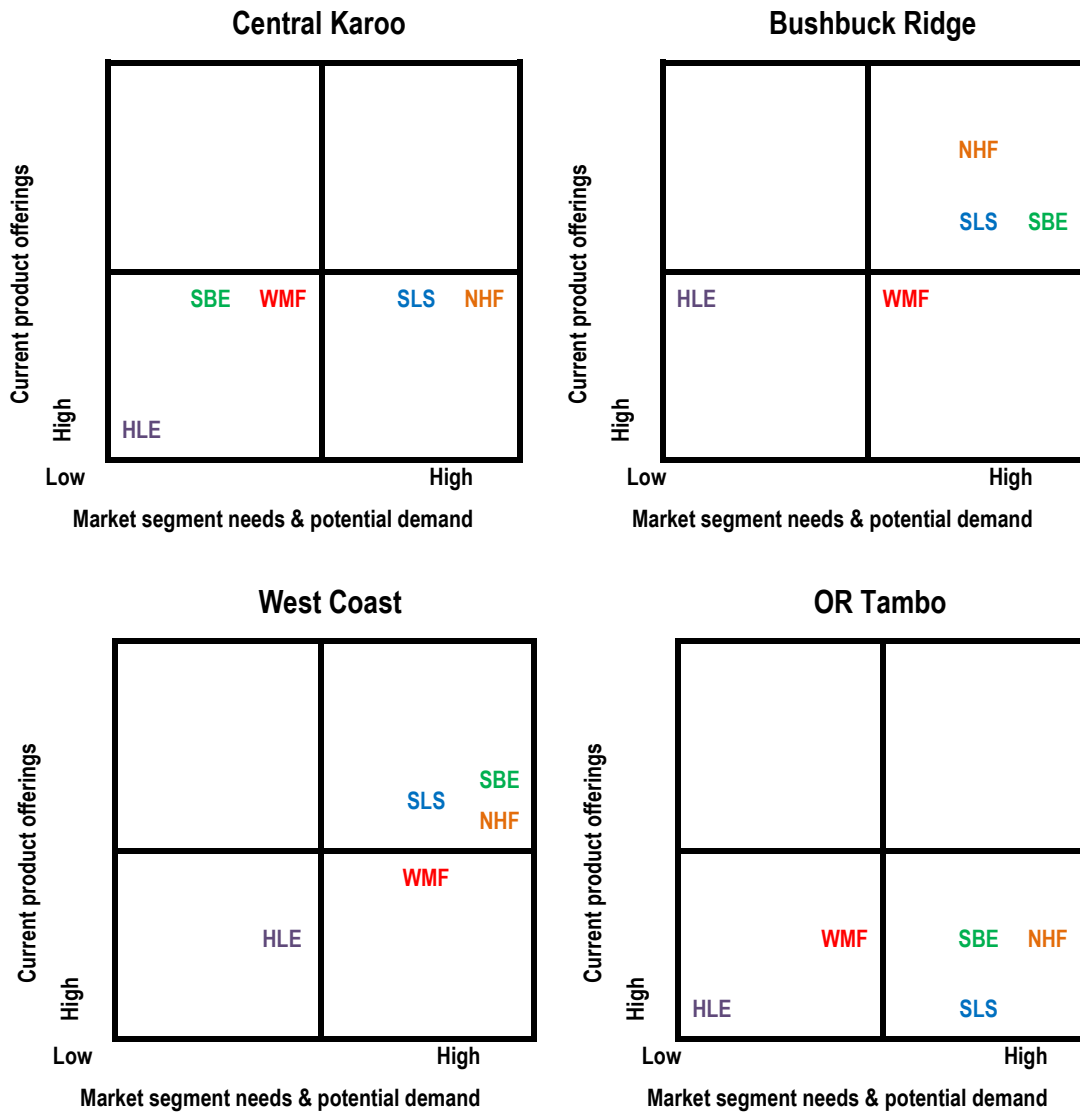 Central Karoo
Current product offerings
High
SBE WMF SLS NHF
HLE
Low High
Market segment needs & potential demand
Bushbuck Ridge
Current product offerings
High
NHF
SLS SBE
HLE WMF
Low High
Market segment needs & potential demand
West Coast
Current product offerings
High
SBE
SLS
NHF
WMF
HLE
Low High
Market segment needs & potential demand
OR Tambo
Current product offerings
High
WMF SBE NHF
HLE SLS
Low High
Market segment needs & potential demand